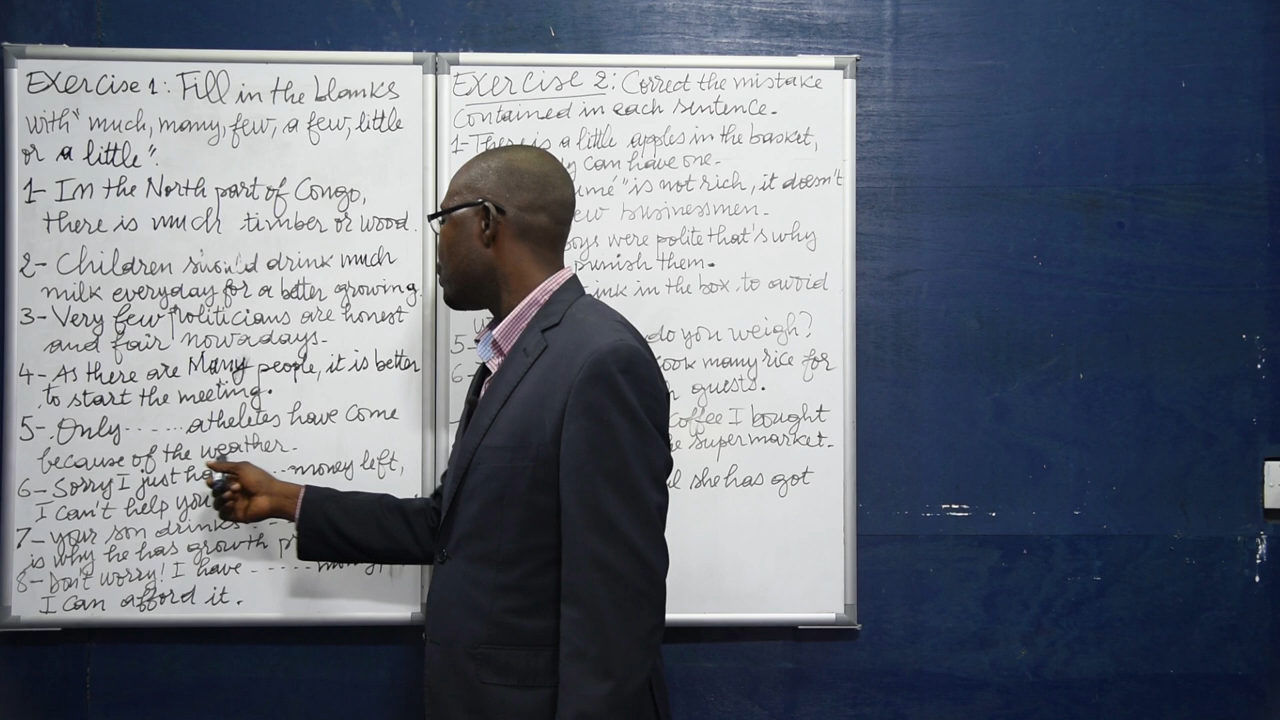 Exercise 1: Fill in the blanks
with "much, many, few, a few, little
or a little".
1- In the North part of Congo,
there is much timber or wood.
2- Children should drink much
milk everyday for a better growing.
3- Very few politicians are honest
and fair nowadays.
4- As there are Many people, it is better
to start the meeting.
5- Only ...... atheletes have come
because of the weather.
6- Sorry I just ...... money left,
I can't help you
7- your son drinks
is why he has growth
8- Don't worry! I have ......
I can afford it.
Exercise 2: Correct the mistake
contained in each sentence.
1- There is a little apples in the basket,
can have one.
is not rich, it doesn't
businessmen.
were polite that's why
punish them.
ink in the box, to avoid
5- do you weigh?
6- many rice for
guests.
coffee I bought
supermarket.
she has got